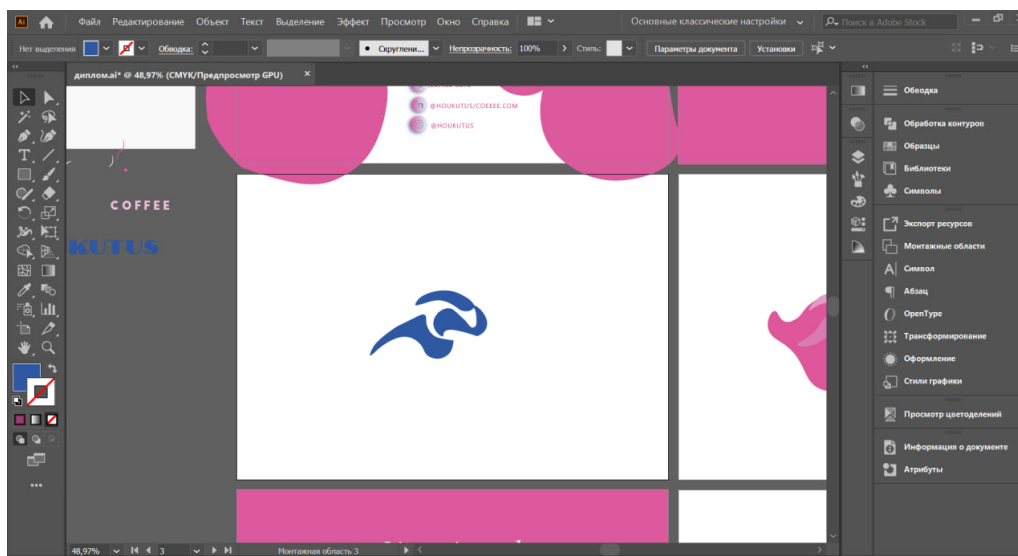 Ai Файл Редактирование Объект Текст Выделение Эффект Просмотр Окно Справка Основные классические настройки Поиск в Adobe Stock
Нет выделения Обводка: Скруглени... Непрозрачность: 100% Стиль: Параметры документа Установки
диплом.ai* @ 48,97% (CMYK/Предпросмотр GPU) ×
@HOUKUTUS/COEEEE.COM
@HOUKUTUS
COFFEE
KUTUS
Обводка
Обработка контуров
Образцы
Библиотеки
Символы
Экспорт ресурсов
Монтажные области
Символ
Абзац
OpenType
Трансформирование
Оформление
Стили графики
Просмотр цветоделений
Информация о документе
Атрибуты
48,97% 3 Монтажная область 3